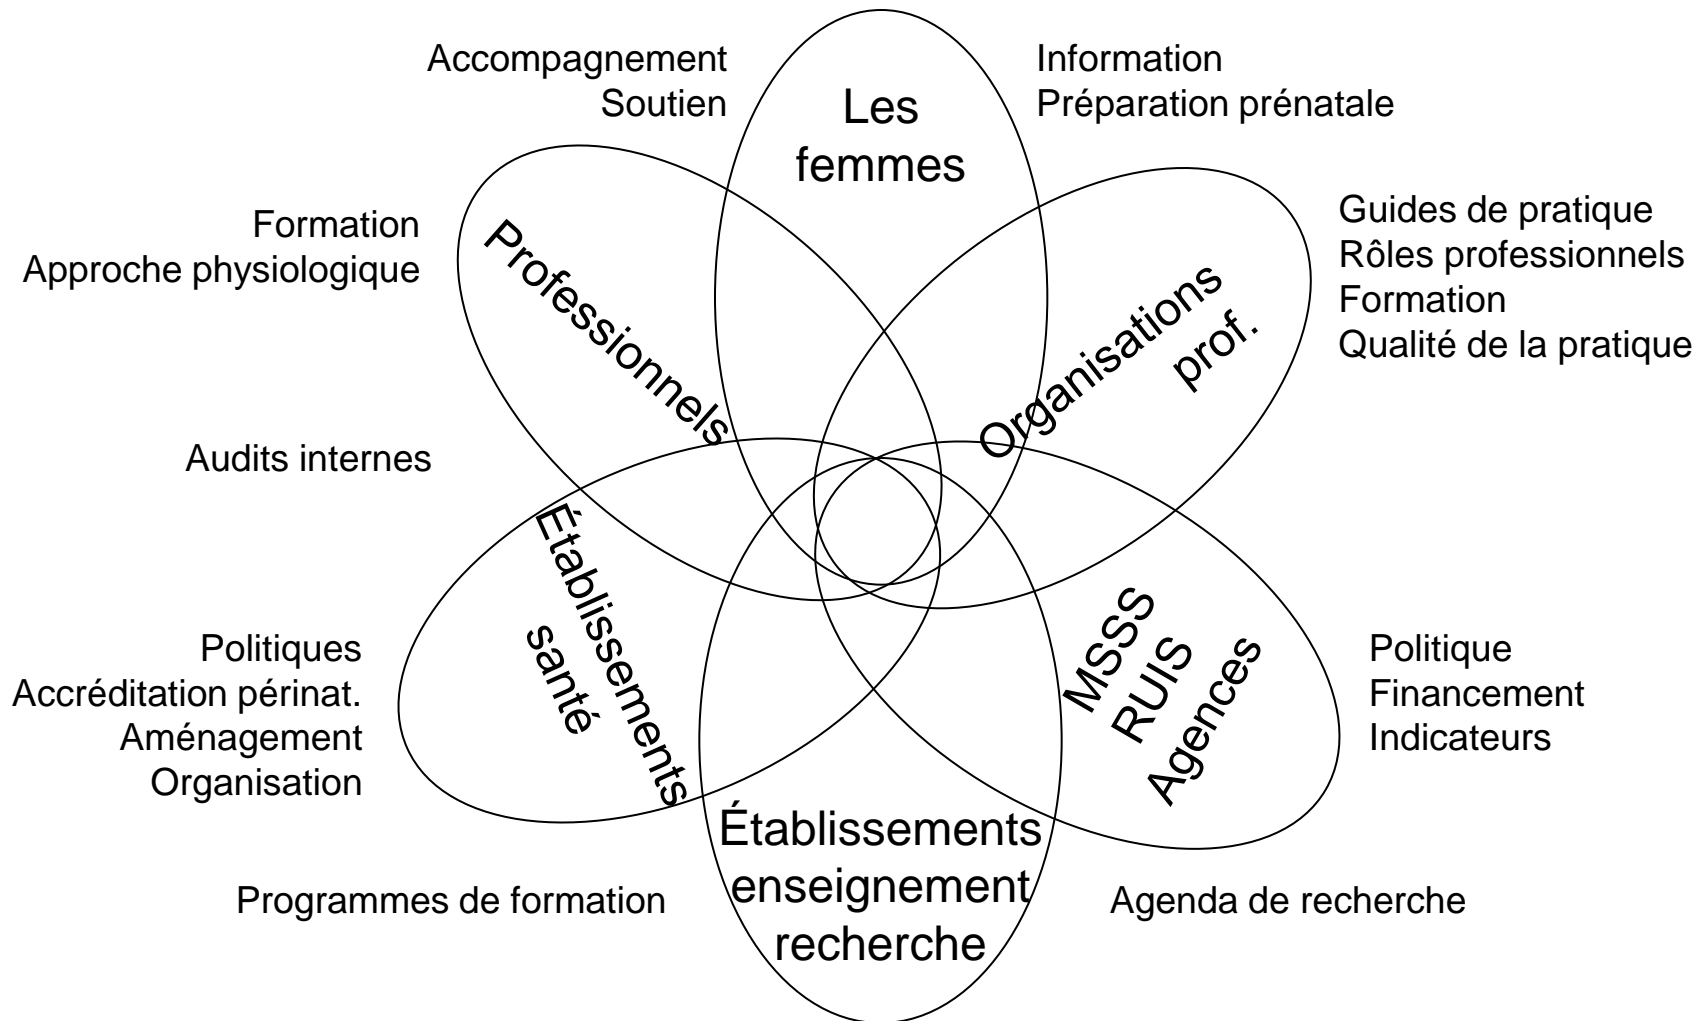 Accompagnement
Soutien
Les
femmes
Information
Préparation prénatale
Formation
Approche physiologique
Professionnels
Organisations
prof.
Guides de pratique
Rôles professionnels
Formation
Qualité de la pratique
Audits internes
Établissements
santé
Politiques
Accréditation périnat.
Aménagement
Organisation
MSSS
RUIS
Agences
Politique
Financement
Indicateurs
Établissements
enseignement
recherche
Programmes de formation
Agenda de recherche